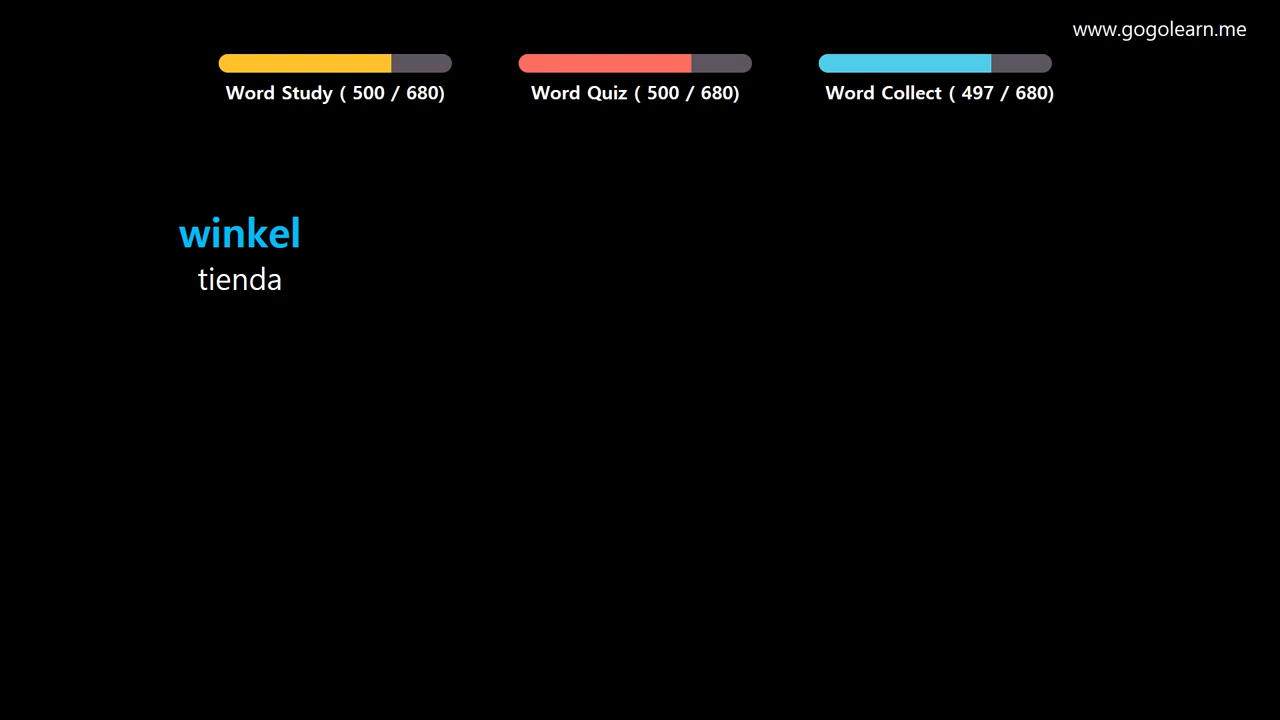 www.gogolearn.me
Word Study ( 500 / 680)
Word Quiz ( 500 / 680)
Word Collect ( 497 / 680)
winkel
tienda